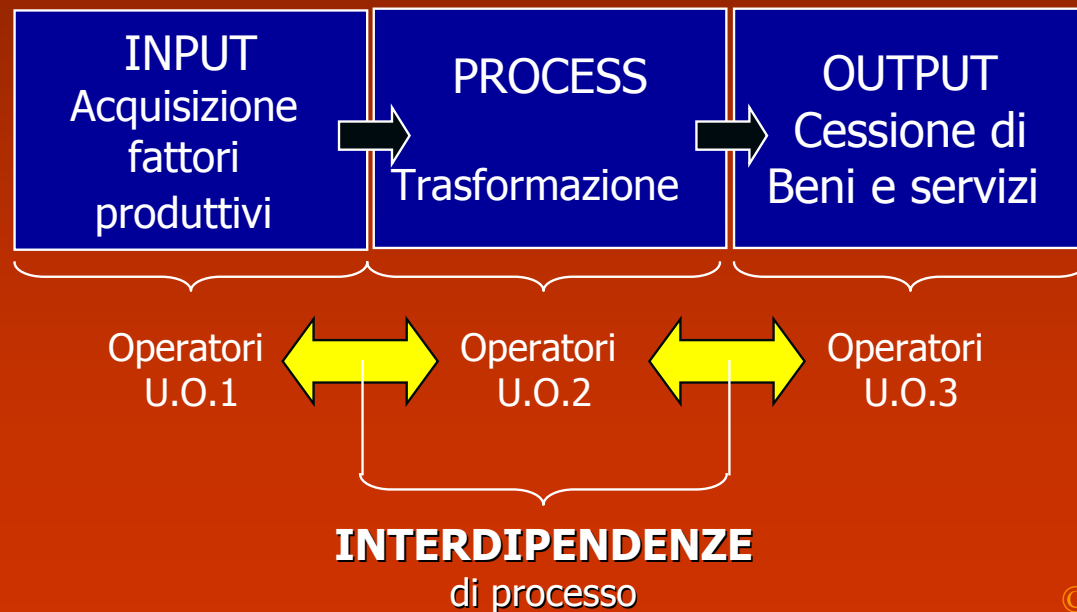 INPUT
Acquisizione
fattori
produttivi
PROCESS
Trasformazione
OUTPUT
Cessione di
Beni e servizi
Operatori
U.O.1
Operatori
U.O.2
Operatori
U.O.3
INTERDIPENDENZE
di processo
©